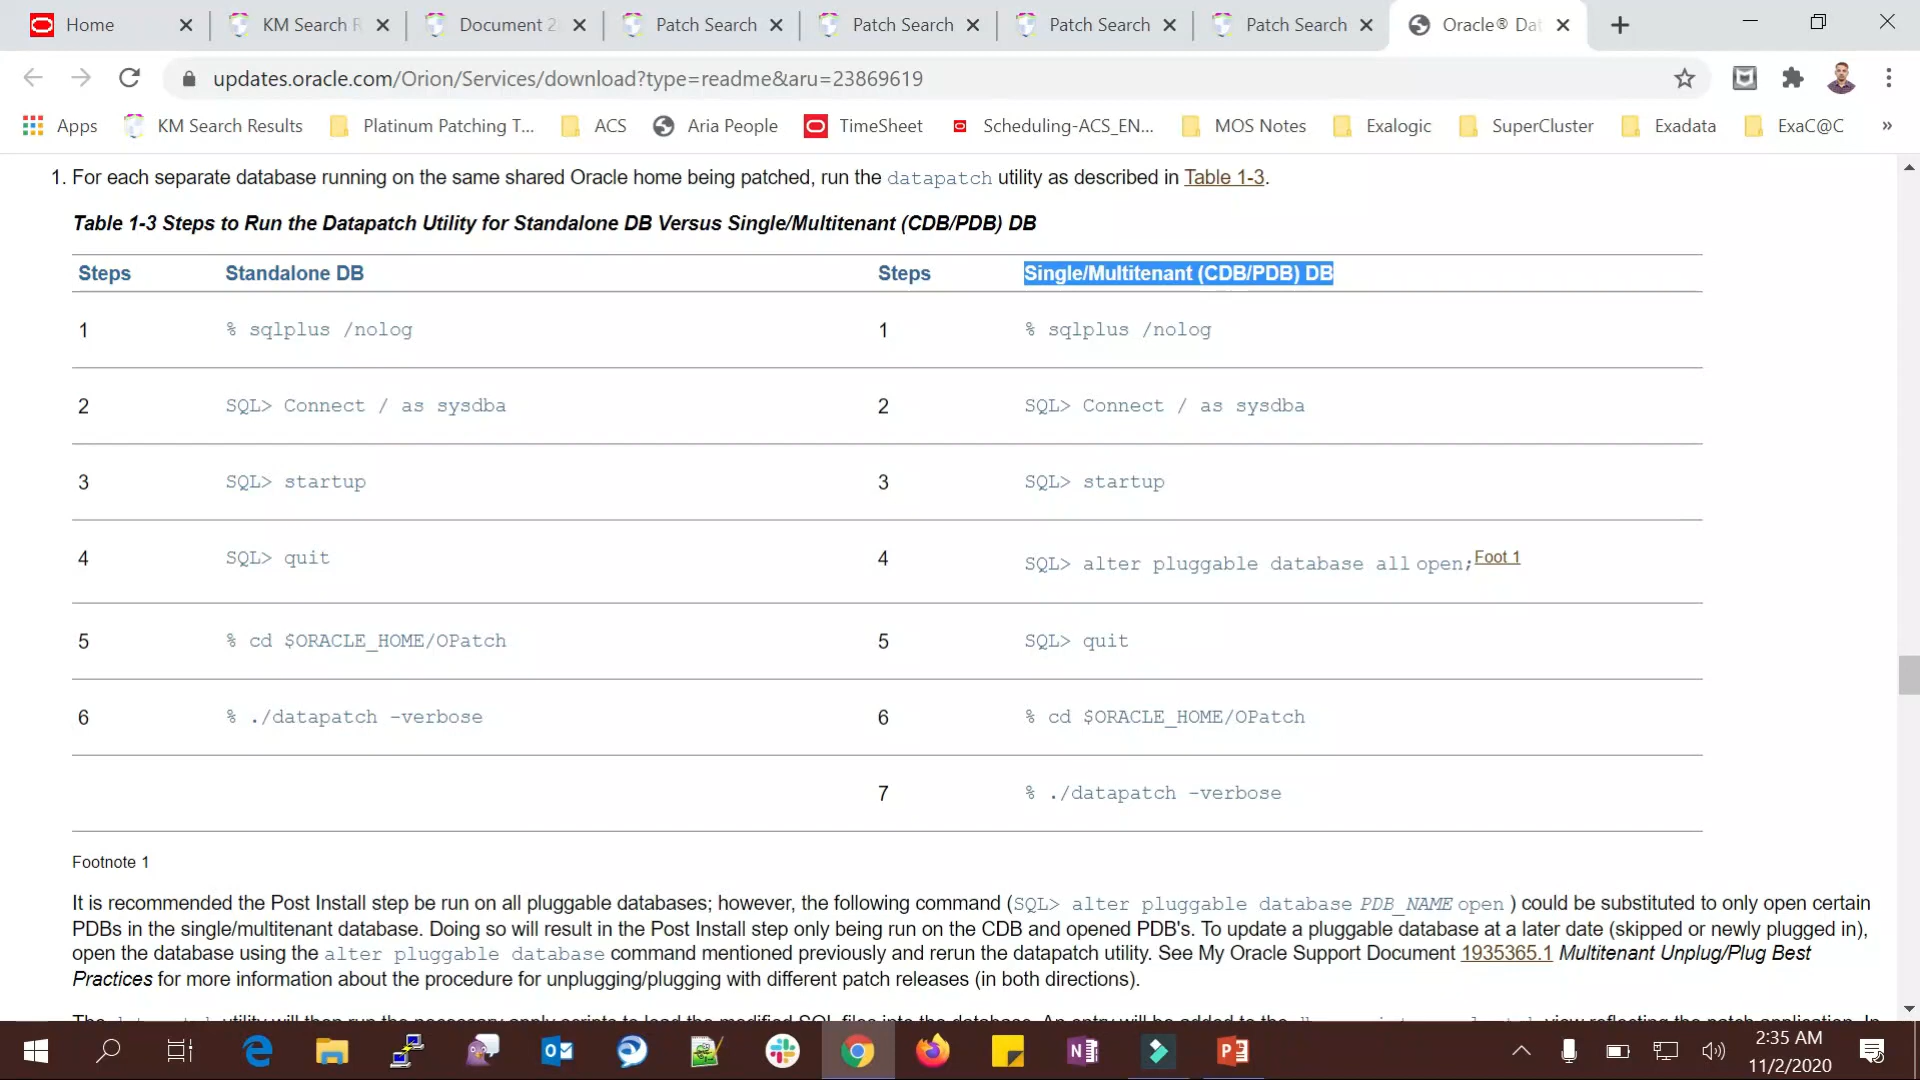 Home
KM Search R
Document 2
Patch Search
Patch Search
Patch Search
Patch Search
Oracle® Dat
updates.oracle.com/Orion/Services/download?type=readme&aru=23869619
Apps
KM Search Results
Platinum Patching T...
ACS
Aria People
TimeSheet
Scheduling-ACS_EN...
MOS Notes
Exalogic
SuperCluster
Exadata
ExaC@C
»
1. For each separate database running on the same shared Oracle home being patched, run the datapatch utility as described in Table 1-3.
Table 1-3 Steps to Run the Datapatch Utility for Standalone DB Versus Single/Multitenant (CDB/PDB) DB
Steps Standalone DB Steps Single/Multitenant (CDB/PDB) DB
1 % sqlplus /nolog 1 % sqlplus /nolog
2 SQL> Connect / as sysdba 2 SQL> Connect / as sysdba
3 SQL> startup 3 SQL> startup
4 SQL> quit 4 SQL> alter pluggable database all open;Foot 1
5 % cd $ORACLE_HOME/OPatch 5 SQL> quit
6 % ./datapatch -verbose 6 % cd $ORACLE_HOME/OPatch
7 % ./datapatch -verbose
Footnote 1
It is recommended the Post Install step be run on all pluggable databases; however, the following command (SQL> alter pluggable database PDB_NAME open ) could be substituted to only open certain
PDBs in the single/multitenant database. Doing so will result in the Post Install step only being run on the CDB and opened PDB's. To update a pluggable database at a later date (skipped or newly plugged in),
open the database using the alter pluggable database command mentioned previously and rerun the datapatch utility. See My Oracle Support Document 1935365.1 Multitenant Unplug/Plug Best
Practices for more information about the procedure for unplugging/plugging with different patch releases (in both directions).
2:35 AM
11/2/2020